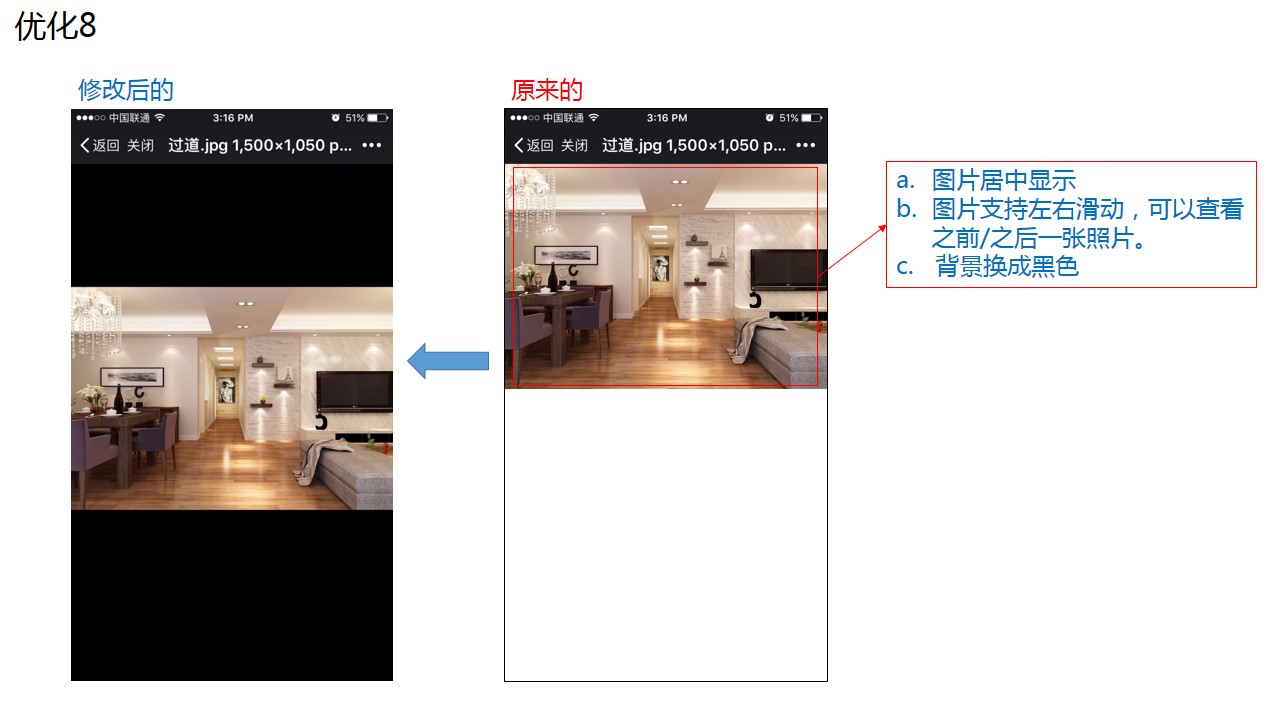 优化8
修改后的
原来的
●●●○○ 中国联通 3:16 PM 51%
返回 关闭 过道.jpg 1,500×1,050 p... •••
●●●○○ 中国联通 3:16 PM 51%
返回 关闭 过道.jpg 1,500×1,050 p... •••
a. 图片居中显示
b. 图片支持左右滑动，可以查看
之前/之后一张照片。
c. 背景换成黑色